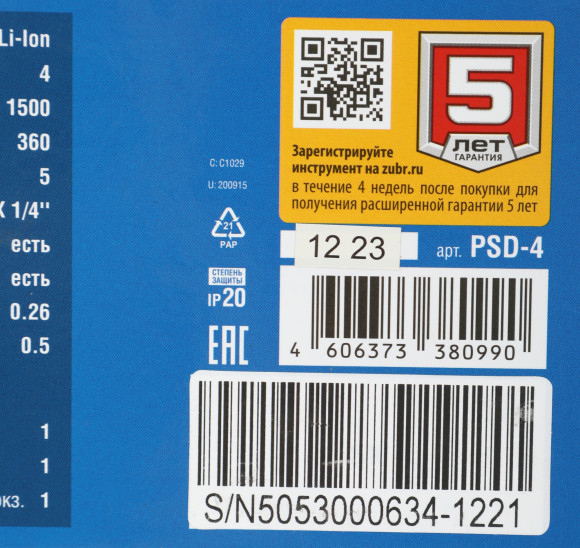 Li-Ion
4
1500
360
5
X 1/4''
есть
есть
0.26
0.5
1
1
1
C: C1029
U: 200915
21
PAP
СТЕПЕНЬ
ЗАЩИТЫ
IP20
EAC
5
ЛЕТ
ГАРАНТИЯ
Зарегистрируйте
инструмент на zubr.ru
в течение 4 недель после покупки для
получения расширенной гарантии 5 лет
12 23
арт. PSD-4
4 606373 380990
S/N5053000634-1221